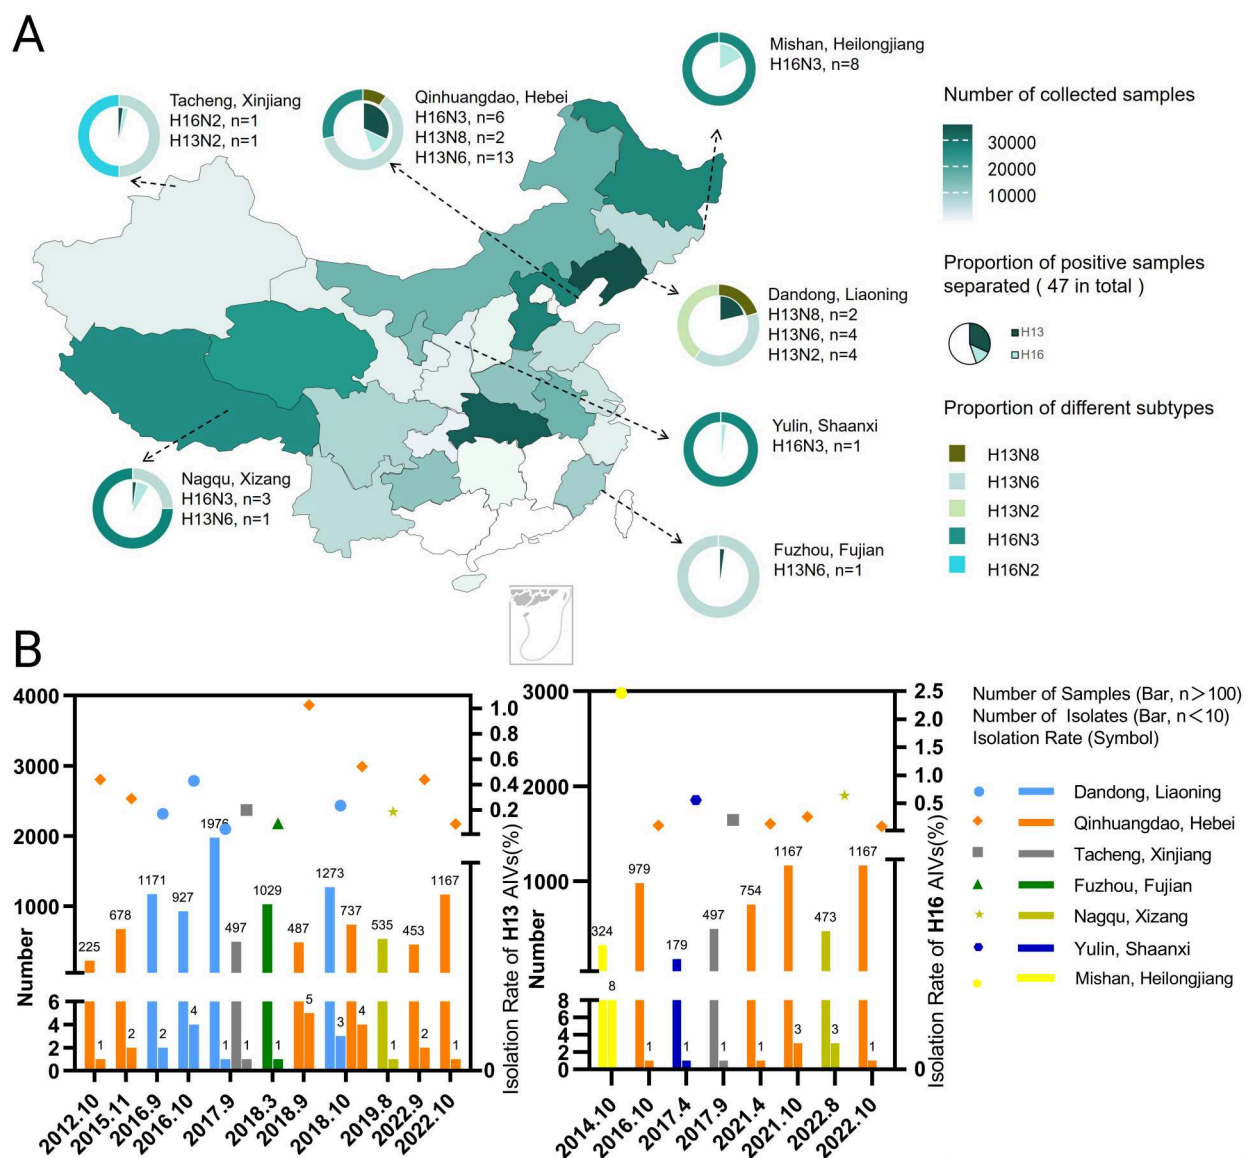 A
Mishan, Heilongjiang
H16N3, n=8
Tacheng, Xinjiang
H16N2, n=1
H13N2, n=1
Qinhuangdao, Hebei
H16N3, n=6
H13N8, n=2
H13N6, n=13
Number of collected samples
30000
20000
10000
Proportion of positive samples
separated ( 47 in total )
H13
H16
Dandong, Liaoning
H13N8, n=2
H13N6, n=4
H13N2, n=4
Proportion of different subtypes
H13N8
H13N6
H13N2
H16N3
H16N2
Yulin, Shaanxi
H16N3, n=1
Nagqu, Xizang
H16N3, n=3
H13N6, n=1
Fuzhou, Fujian
H13N6, n=1
B
4000
3000
2000
1000
6
4
2
0
Number
225
678
1171
927
1976
497
1029
487
1273
737
535
453
1167
1
2
2
4
1
1
1
5
3
4
1
2
1
1.0
0.8
0.6
0.4
0.2
0
Isolation Rate of H13 AIVs(%)
2012.10
2015.11
2016.9
2016.10
2017.9
2018.3
2018.9
2018.10
2019.8
2022.9
2022.10
3000
2000
1000
8
6
4
2
0
Number
324
979
179
497
754
1167
473
1167
8
1
1
1
1
3
3
1
2.5
2.0
1.5
1.0
0.5
0.0
0
Isolation Rate of H16 AIVs(%)
2014.10
2016.10
2017.4
2017.9
2021.4
2021.10
2022.8
2022.10
Number of Samples (Bar, n>100)
Number of Isolates (Bar, n<10)
Isolation Rate (Symbol)
Dandong, Liaoning
Qinhuangdao, Hebei
Tacheng, Xinjiang
Fuzhou, Fujian
Nagqu, Xizang
Yulin, Shaanxi
Mishan, Heilongjiang